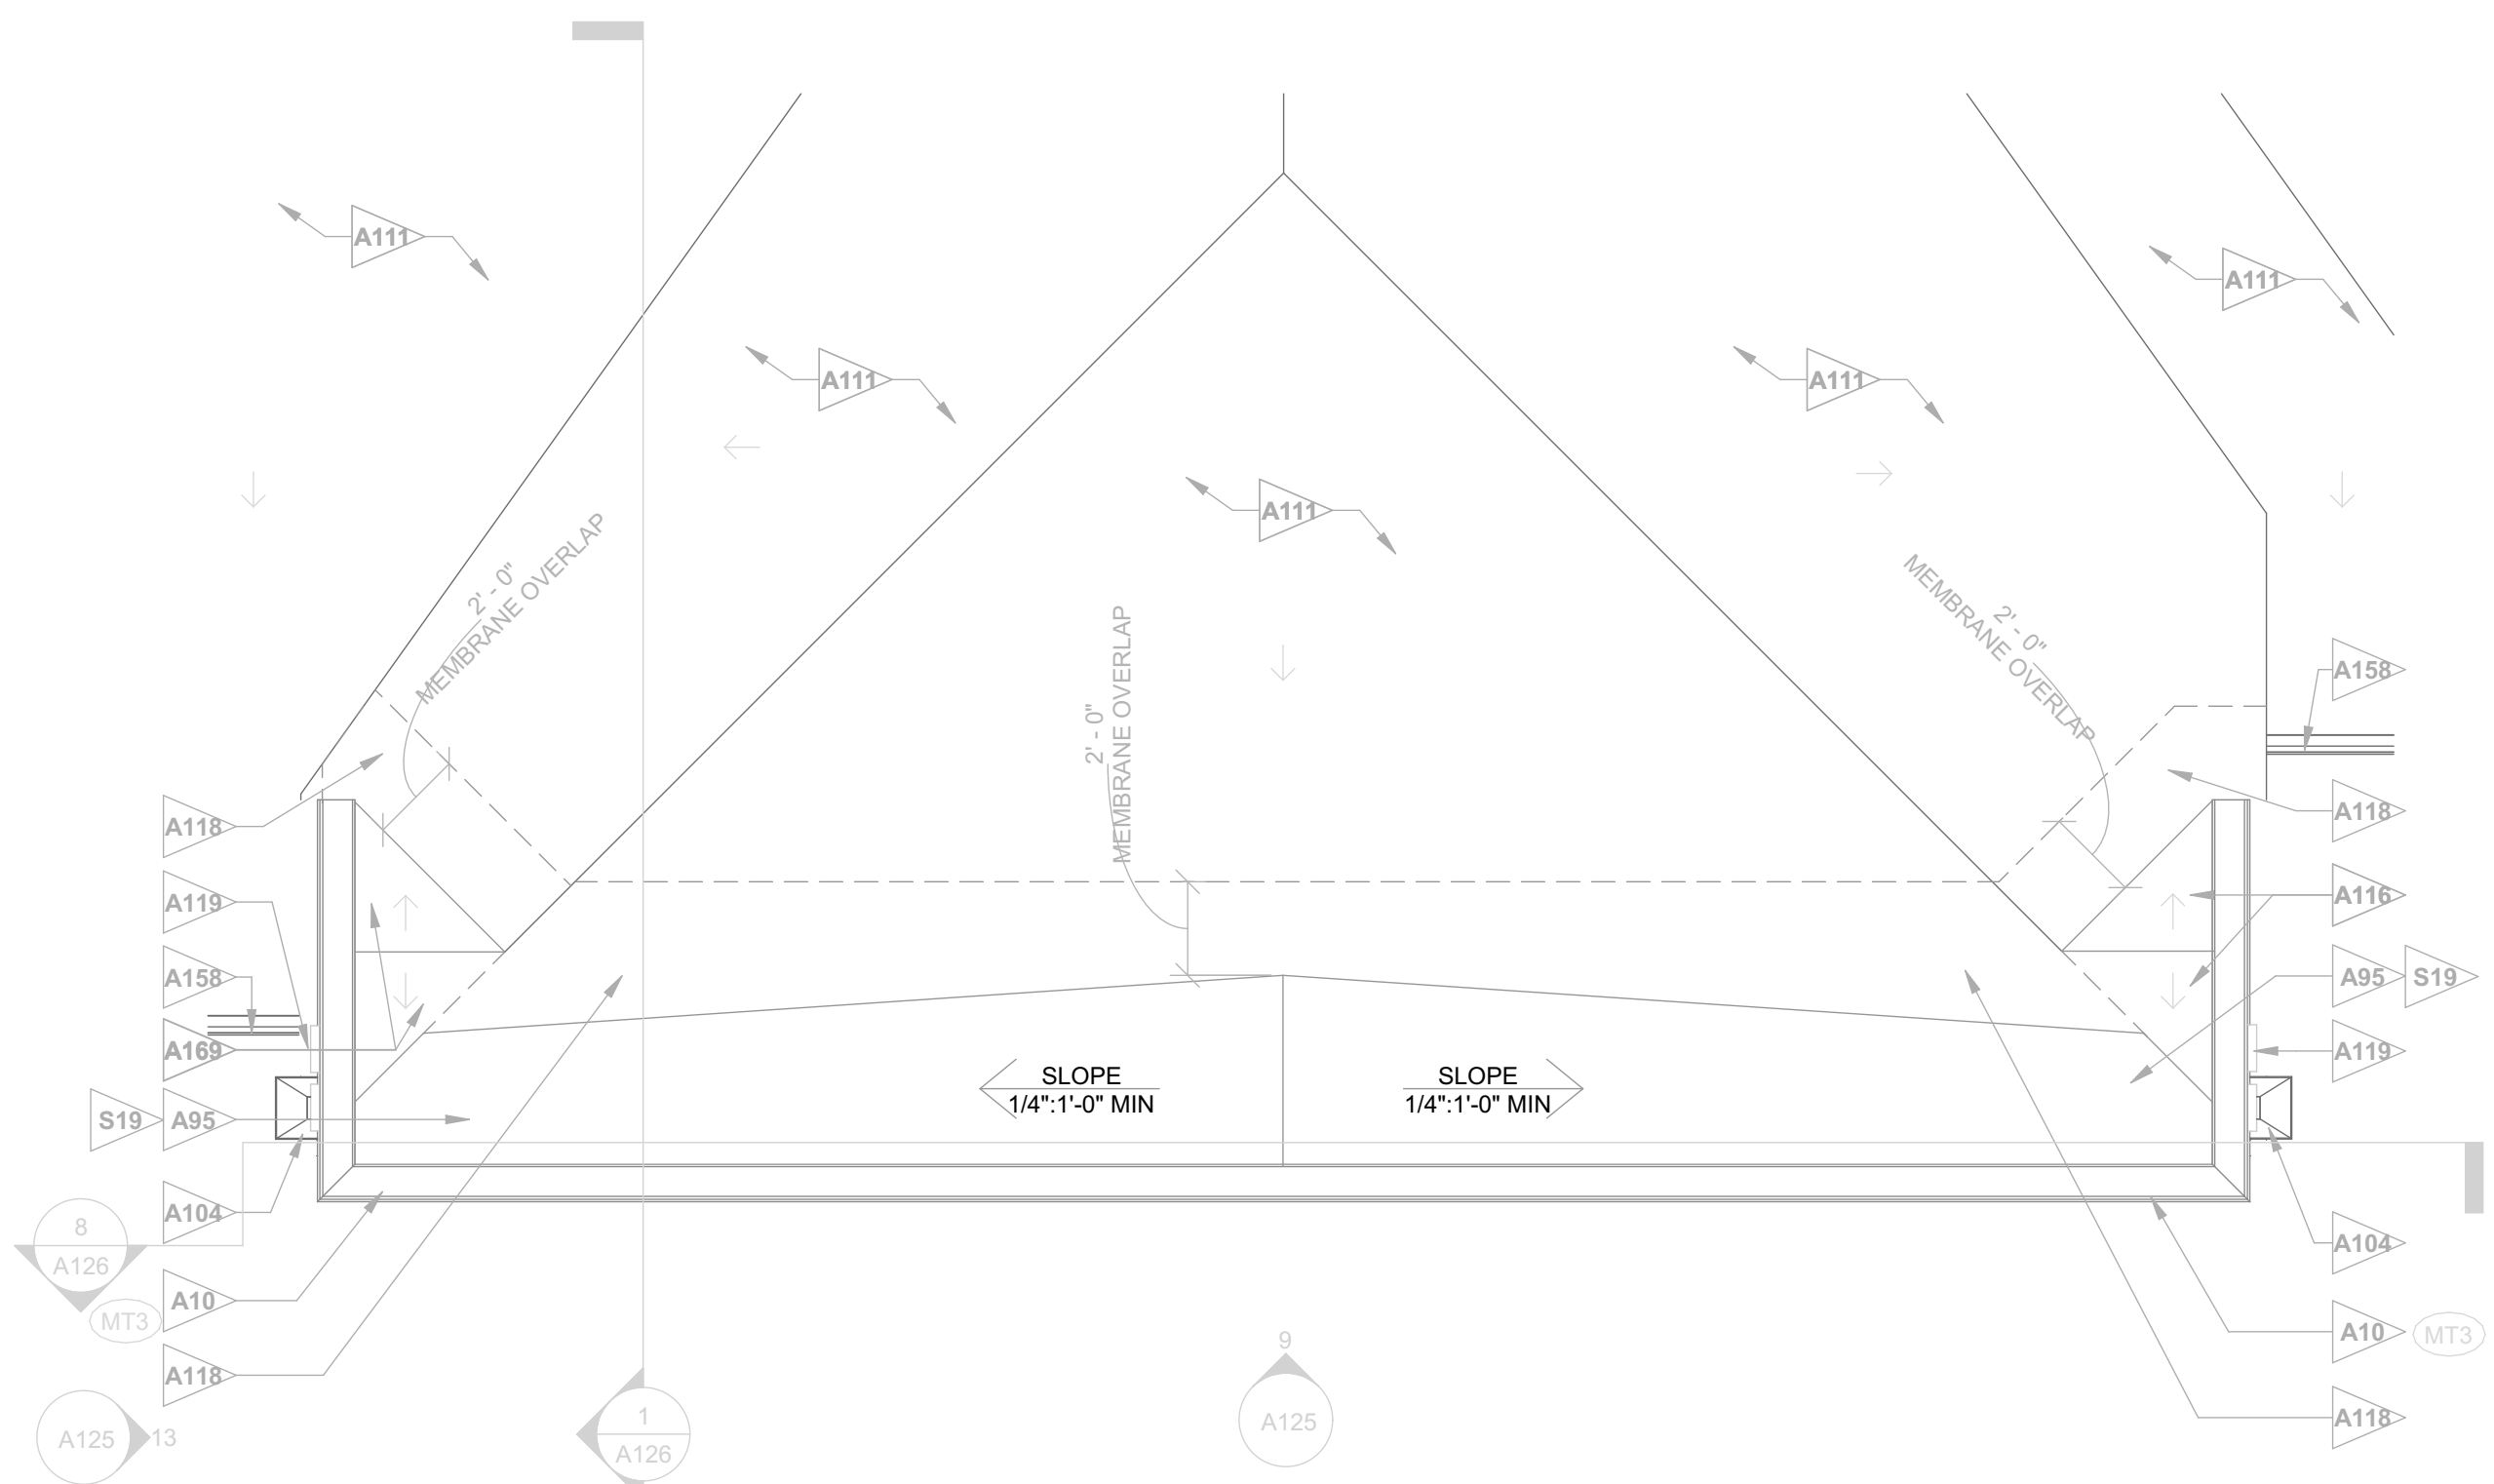 A111
A111
A111
A111
A111
2' - 0"
MEMBRANE OVERLAP
2' - 0"
MEMBRANE OVERLAP
2' - 0"
MEMBRANE OVERLAP
A118
A119
A158
A169
S19
A95
A104
A10
MT3
A118
8
A126
A125
13
1
A126
9
A125
SLOPE
1/4":1'-0" MIN
SLOPE
1/4":1'-0" MIN
A158
A118
A116
A95
S19
A119
A104
A10
MT3
A118